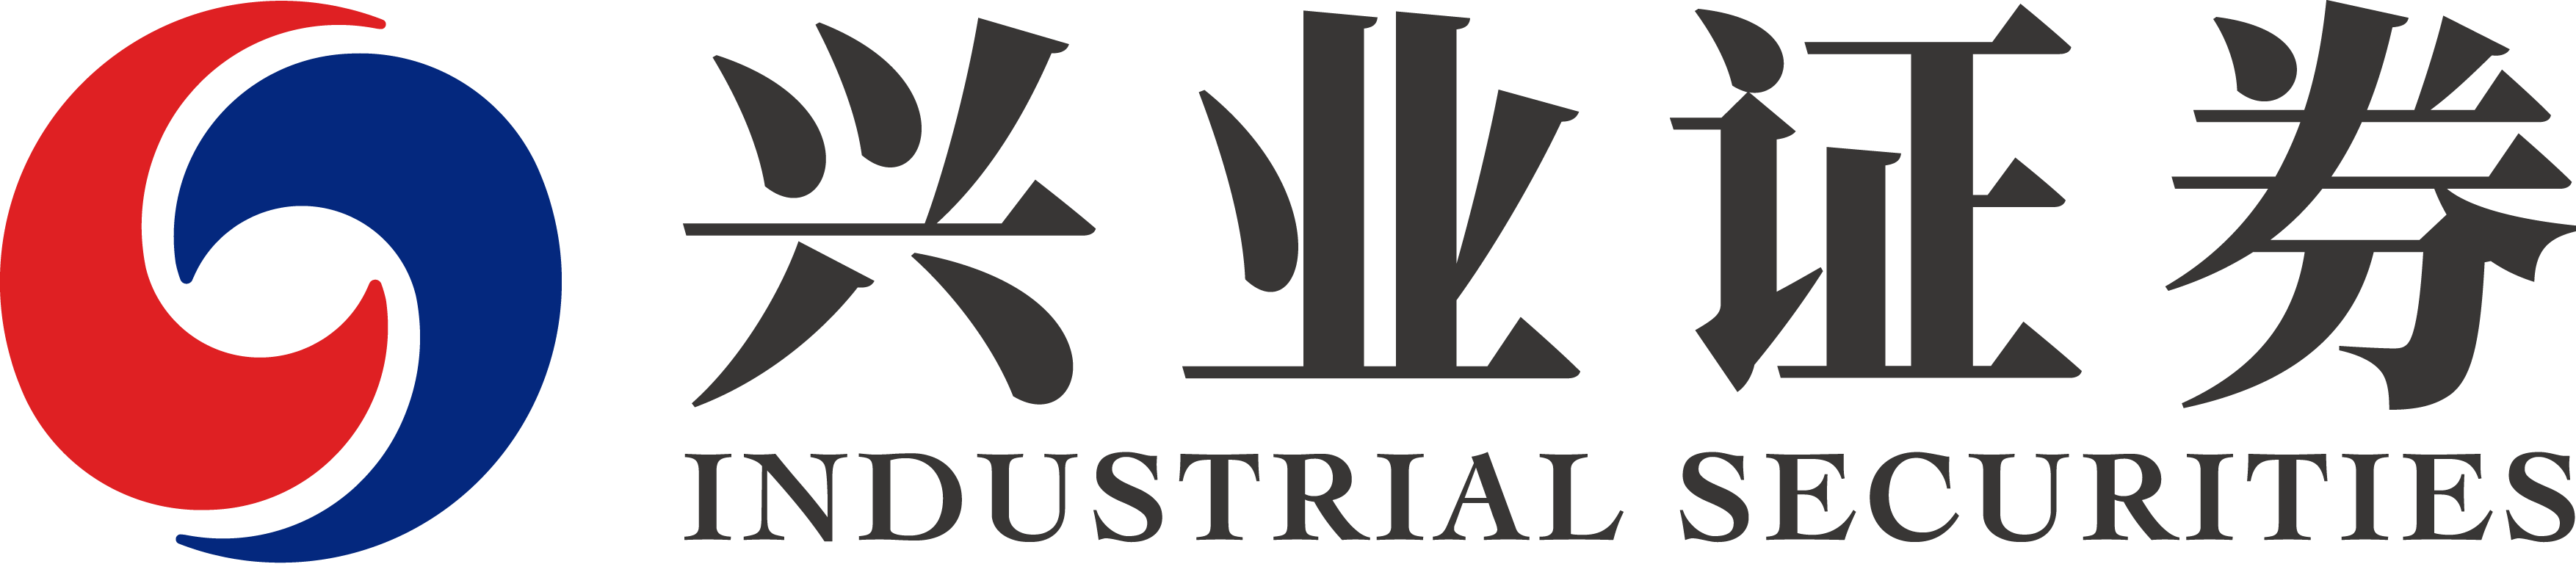 兴业证券
INDUSTRIAL SECURITIES